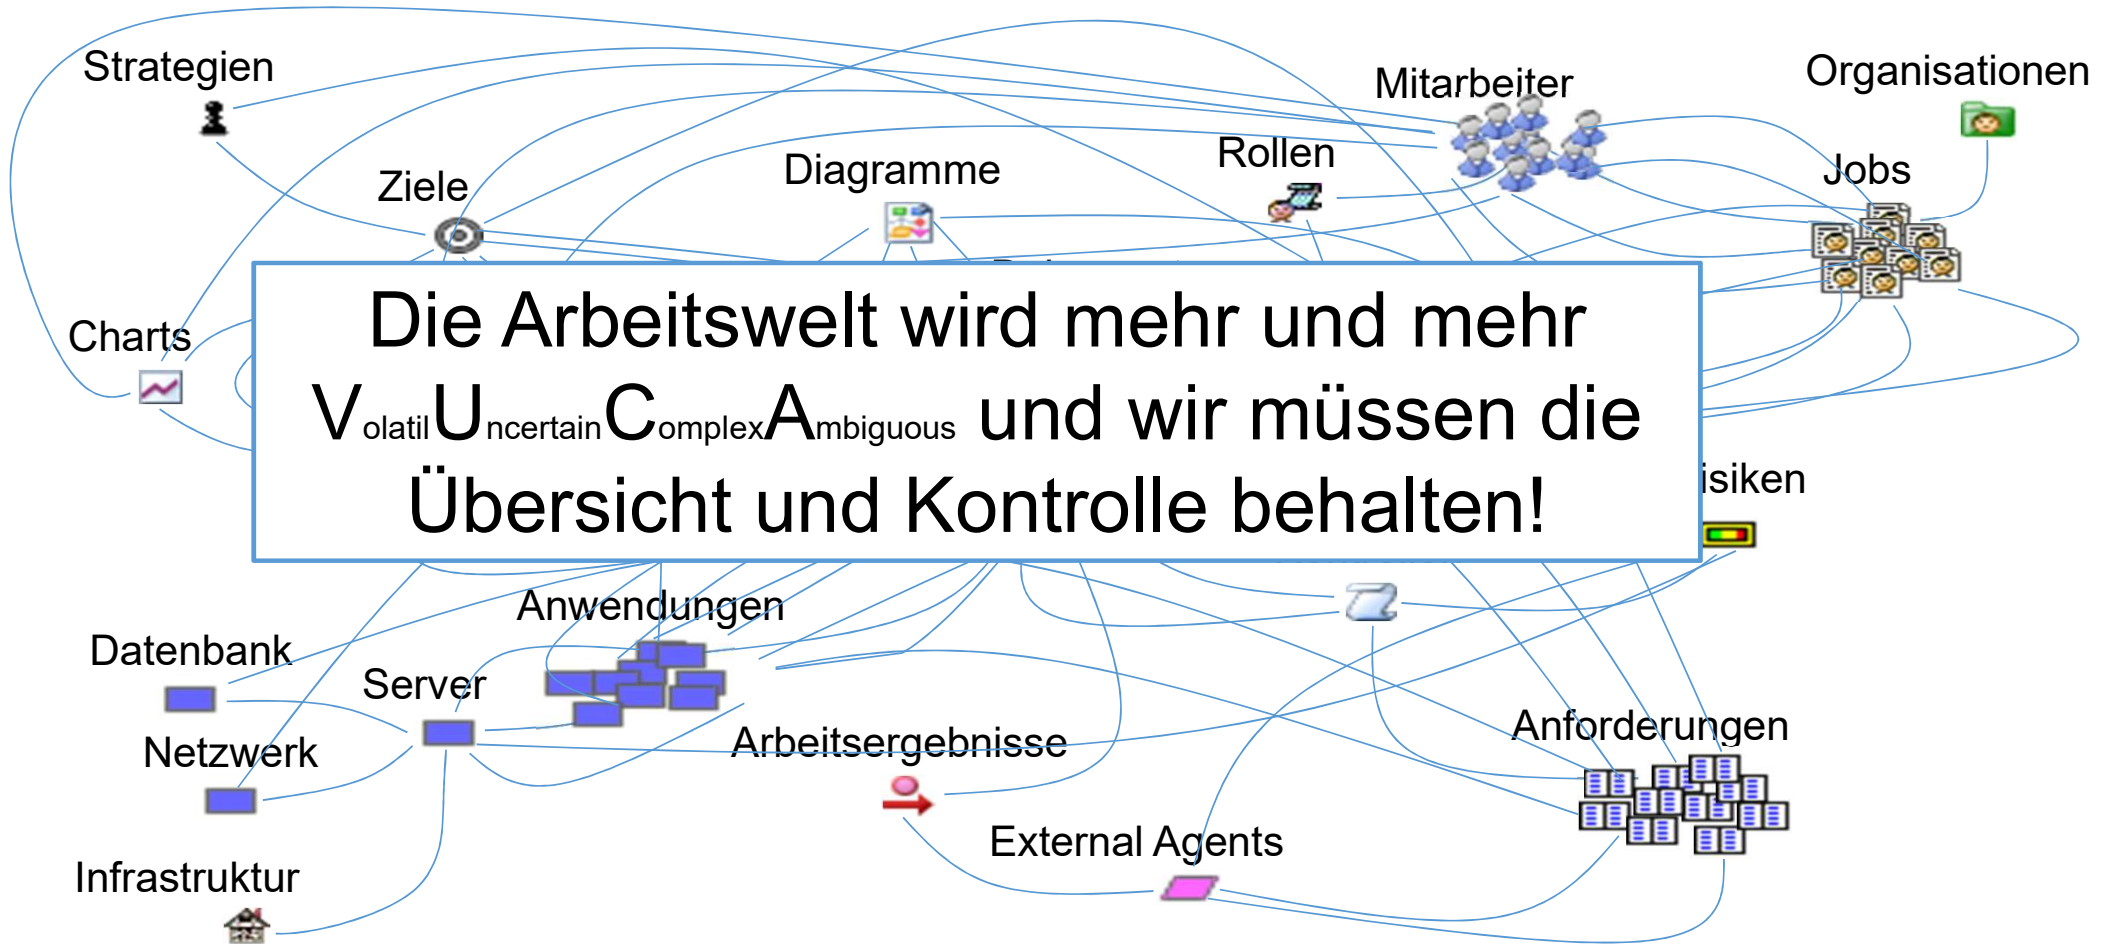 Strategien
Mitarbeiter
Organisationen
Ziele
Diagramme
Rollen
Jobs
Charts
Die Arbeitswelt wird mehr und mehr
VolatilUncertainComplexAmbiguous und wir müssen die
Übersicht und Kontrolle behalten!
isiken
Anwendungen
Datenbank
Server
Netzwerk
Arbeitsergebnisse
Anforderungen
External Agents
Infrastruktur